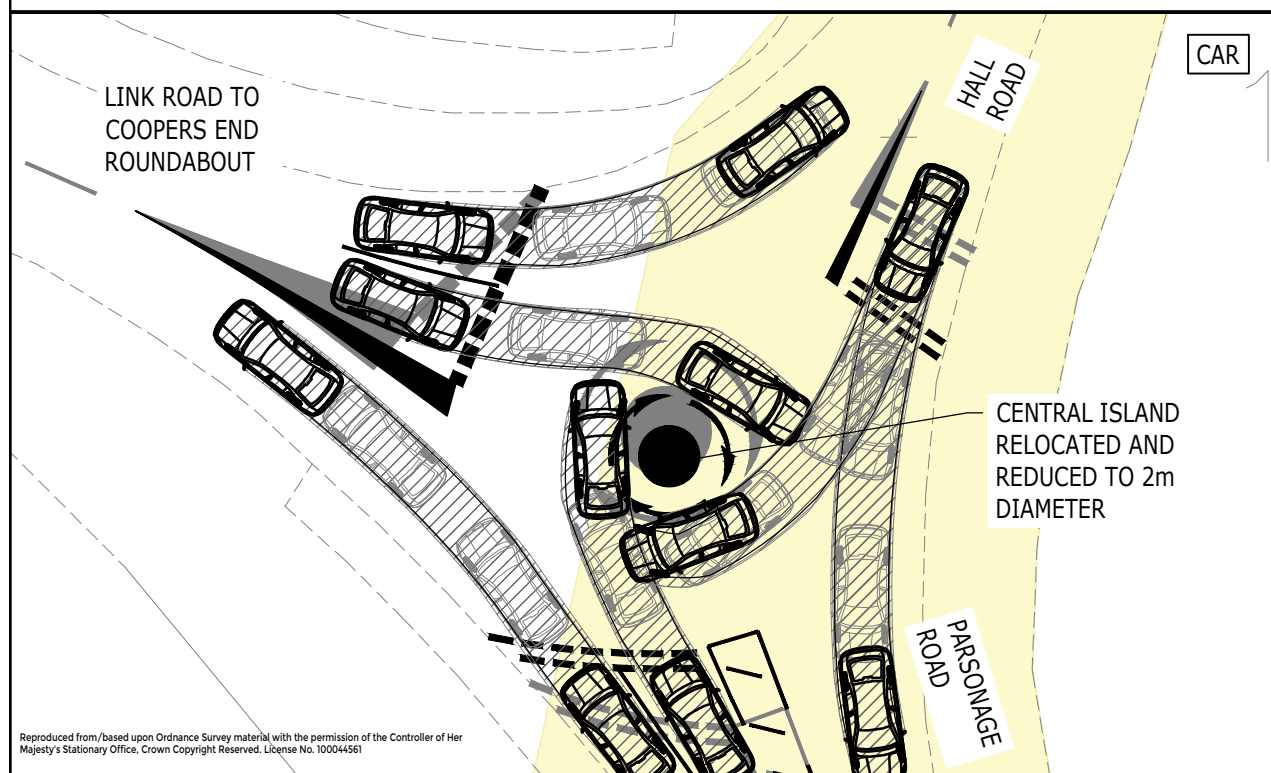 CAR
HALL
ROAD
LINK ROAD TO
COOPERS END
ROUNDABOUT
CENTRAL ISLAND
RELOCATED AND
REDUCED TO 2m
DIAMETER
PARSONAGE
ROAD
Reproduced from/based upon Ordnance Survey material with the permission of the Controller of Her
Majesty's Stationary Office, Crown Copyright Reserved. License No. 100044561